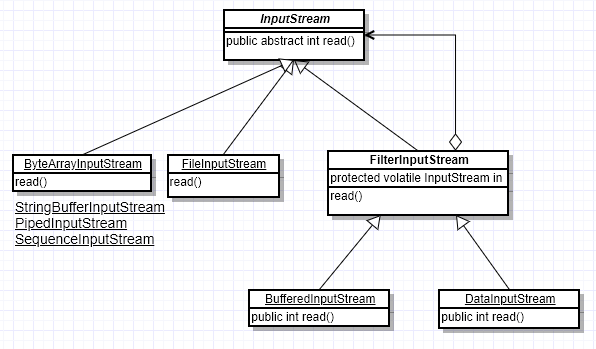 InputStream
public abstract int read()
ByteArrayInputStream
read()
FileInputStream
read()
FilterInputStream
protected volatile InputStream in
read()
StringBufferInputStream
PipedInputStream
SequenceInputStream
BufferedInputStream
public int read()
DataInputStream
public int read()